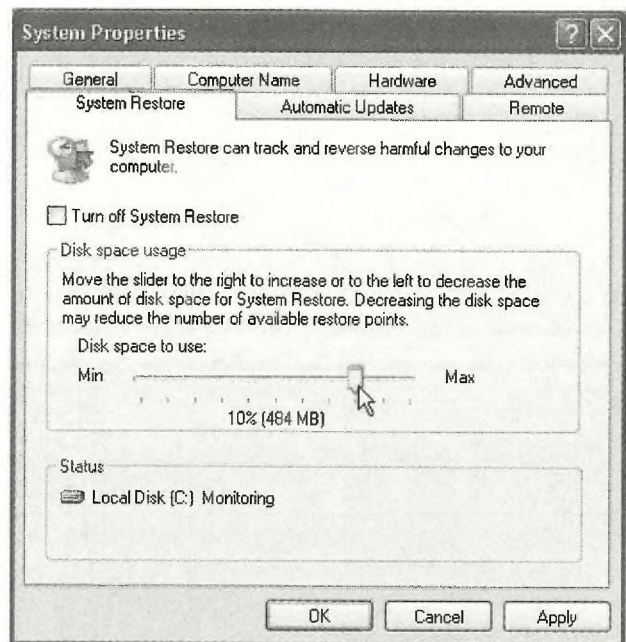 System Properties
General Computer Name Hardware Advanced
System Restore Automatic Updates Remote
System Restore can track and reverse harmful changes to your
computer.
Turn off System Restore
Disk space usage
Move the slider to the right to increase or to the left to decrease the
amount of disk space for System Restore. Decreasing the disk space
may reduce the number of available restore points.
Disk space to use:
Min Max
10% (484 MB)
Status
Local Disk (C:) Monitoring
OK Cancel Apply